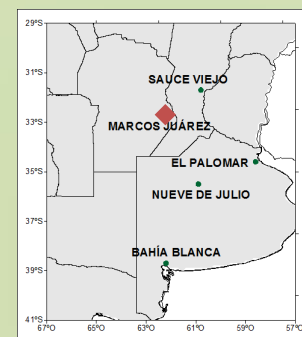 29°S
31°S
33°S
35°S
37°S
39°S
41°S
SAUCE VIEJO
MARCOS JUÁREZ
EL PALOMAR
NUEVE DE JULIO
BAHÍA BLANCA
67°O 65°O 63°O 61°O 59°O 57°O